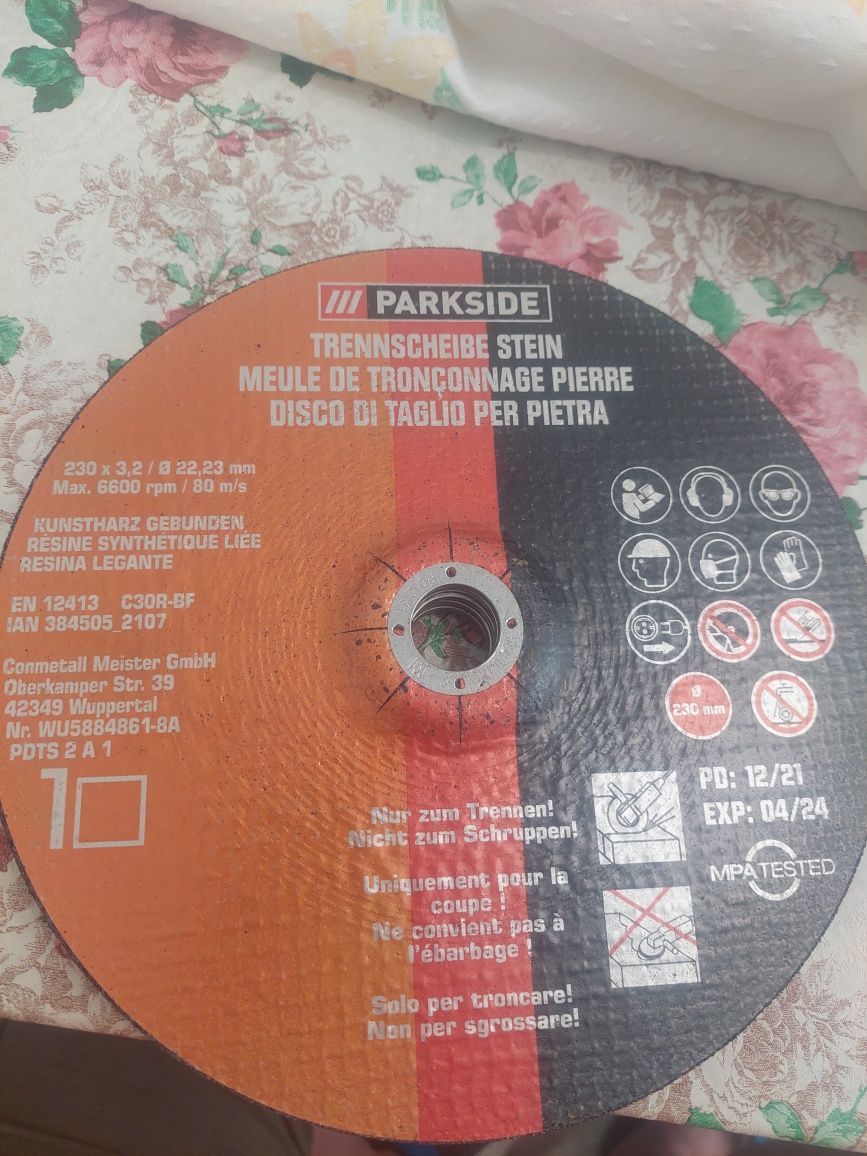 PARKSIDE
TRENNSCHEIBE STEIN
MEULE DE TRONÇONNAGE PIERRE
DISCO DI TAGLIO PER PIETRA
230 x 3,2 / Ø 22,23 mm
Max. 6600 rpm / 80 m/s
KUNSTHARZ GEBUNDEN
RÉSINE SYNTHÉTIQUE LIÉE
RESINA LEGANTE
EN 12413 C30R-BF
IAN 384505_2107
Conmetall Meister GmbH
Oberkamper Str. 39
42349 Wuppertal
Nr. WU5884861-8A
PDTS 2 A 1
1
Ø
230 mm
PD: 12/21
EXP: 04/24
MPA TESTED
Nur zum Trennen!
Nicht zum Schruppen!
Uniquement pour la
coupe !
Ne convient pas à
l'ébarbage !
Solo per troncare!
Non per sgrossare!